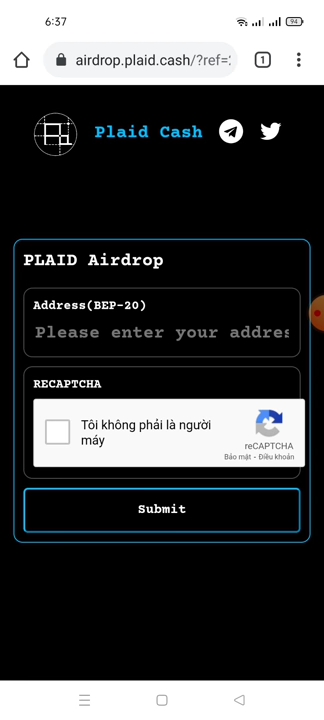 6:37
94
airdrop.plaid.cash/?ref=
1
Plaid Cash
PLAID Airdrop
Address(BEP-20)
Please enter your addres
RECAPTCHA
Tôi không phải là người
máy
reCAPTCHA
Bảo mật • Điều khoản
Submit